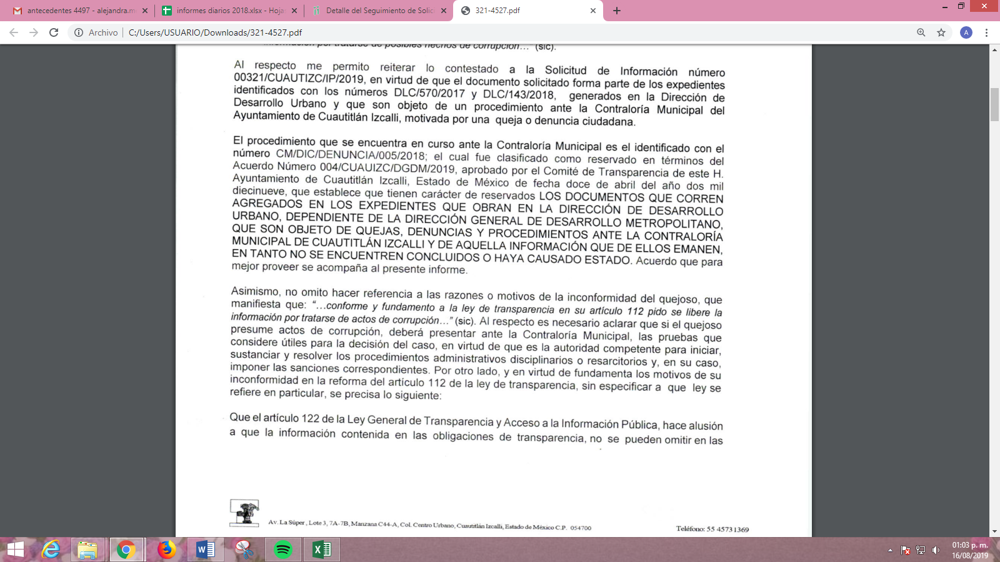 antecedentes 4497 - alejandra.m
informes diarios 2018.xlsx - Hoja
Detalle del Seguimiento de Solic
321-4527.pdf
Archivo
C:/Users/USUARIO/Downloads/321-4527.pdf
A
información por tratarse de posibles hechos de corrupción…" (sic).
Al respecto me permito reiterar lo contestado a la Solicitud de Información número
00321/CUAUTIZC/IP/2019, en virtud de que el documento solicitado forma parte de los expedientes
identificados con los números DLC/570/2017 y DLC/143/2018, generados en la Dirección de
Desarrollo Urbano y que son objeto de un procedimiento ante la Contraloría Municipal del
Ayuntamiento de Cuautitlán Izcalli, motivada por una queja o denuncia ciudadana.
El procedimiento que se encuentra en curso ante la Contraloría Municipal es el identificado con el
número CM/DIC/DENUNCIA/005/2018; el cual fue clasificado como reservado en términos del
Acuerdo Número 004/CUAUIZC/DGDM/2019, aprobado por el Comité de Transparencia de este H.
Ayuntamiento de Cuautitlán Izcalli, Estado de México de fecha doce de abril del año dos mil
diecinueve, que establece que tienen carácter de reservados LOS DOCUMENTOS QUE CORREN
AGREGADOS EN LOS EXPEDIENTES QUE OBRAN EN LA DIRECCIÓN DE DESARROLLO
URBANO, DEPENDIENTE DE LA DIRECCIÓN GENERAL DE DESARROLLO METROPOLITANO,
QUE SON OBJETO DE QUEJAS, DENUNCIAS Y PROCEDIMIENTOS ANTE LA CONTRALORÍA
MUNICIPAL DE CUAUTITLÁN IZCALLI Y DE AQUELLA INFORMACIÓN QUE DE ELLOS EMANEN,
EN TANTO NO SE ENCUENTREN CONCLUIDOS O HAYA CAUSADO ESTADO. Acuerdo que para
mejor proveer se acompaña al presente informe.
Asimismo, no omito hacer referencia a las razones o motivos de la inconformidad del quejoso, que
manifiesta que: "…conforme y fundamento a la ley de transparencia en su artículo 112 pido se libere la
información por tratarse de actos de corrupción…" (sic). Al respecto es necesario aclarar que si el quejoso
presume actos de corrupción, deberá presentar ante la Contraloría Municipal, las pruebas que
considere útiles para la decisión del caso, en virtud de que es la autoridad competente para iniciar,
sustanciar y resolver los procedimientos administrativos disciplinarios o resarcitorios y, en su caso,
imponer las sanciones correspondientes. Por otro lado, y en virtud de fundamenta los motivos de su
inconformidad en la reforma del artículo 112 de la ley de transparencia, sin especificar a que ley se
refiere en particular, se precisa lo siguiente:
Que el artículo 122 de la Ley General de Transparencia y Acceso a la Información Pública, hace alusión
a que la información contenida en las obligaciones de transparencia, no se pueden omitir en las
Av. La Súper , Lote 3, 7A-7B, Manzana C44-A, Col. Centro Urbano, Cuautitlán Izcalli, Estado de México C.P. 054700
Teléfono: 55 45731369
01:03 p. m.
16/08/2019